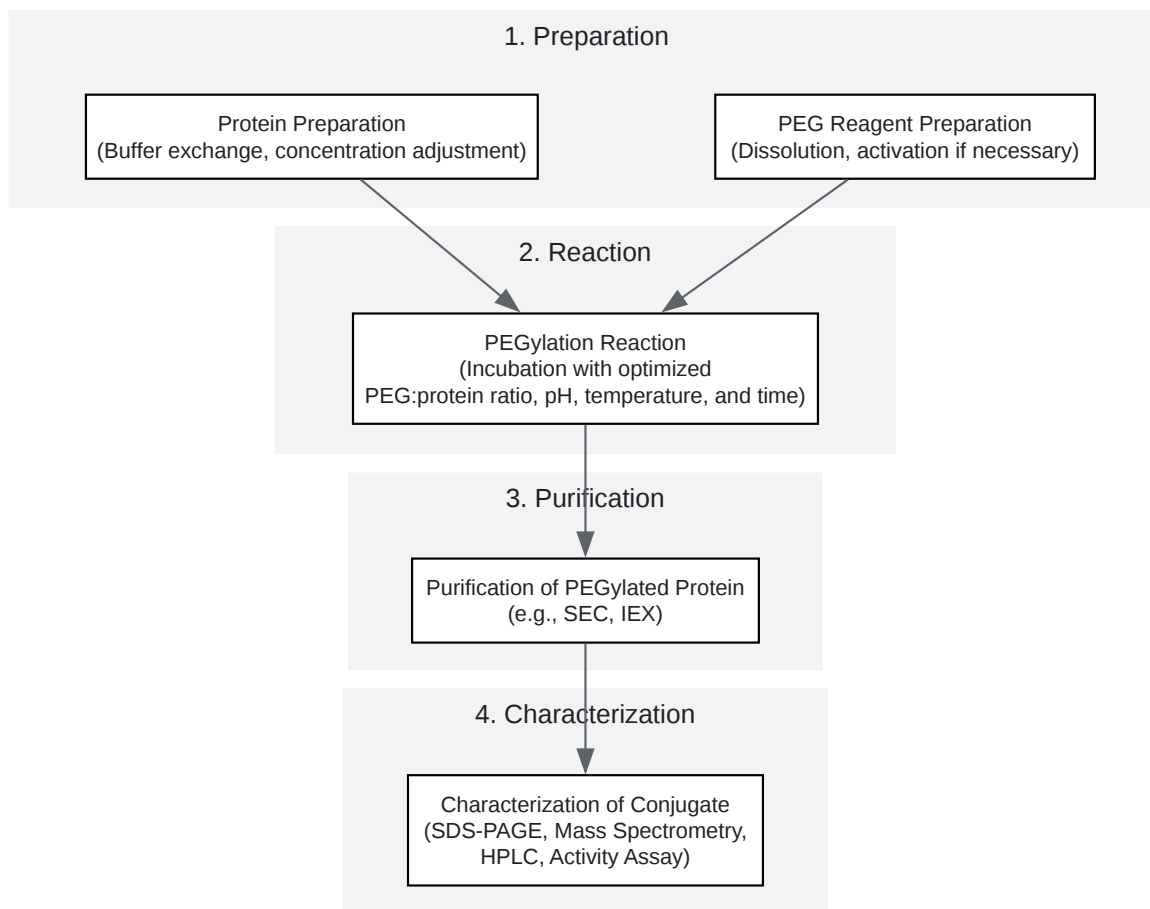 1. Preparation
Protein Preparation
(Buffer exchange, concentration adjustment)
PEG Reagent Preparation
(Dissolution, activation if necessary)
2. Reaction
PEGylation Reaction
(Incubation with optimized
PEG:protein ratio, pH, temperature, and time)
3. Purification
Purification of PEGylated Protein
(e.g., SEC, IEX)
4. Characterization
Characterization of Conjugate
(SDS-PAGE, Mass Spectrometry,
HPLC, Activity Assay)